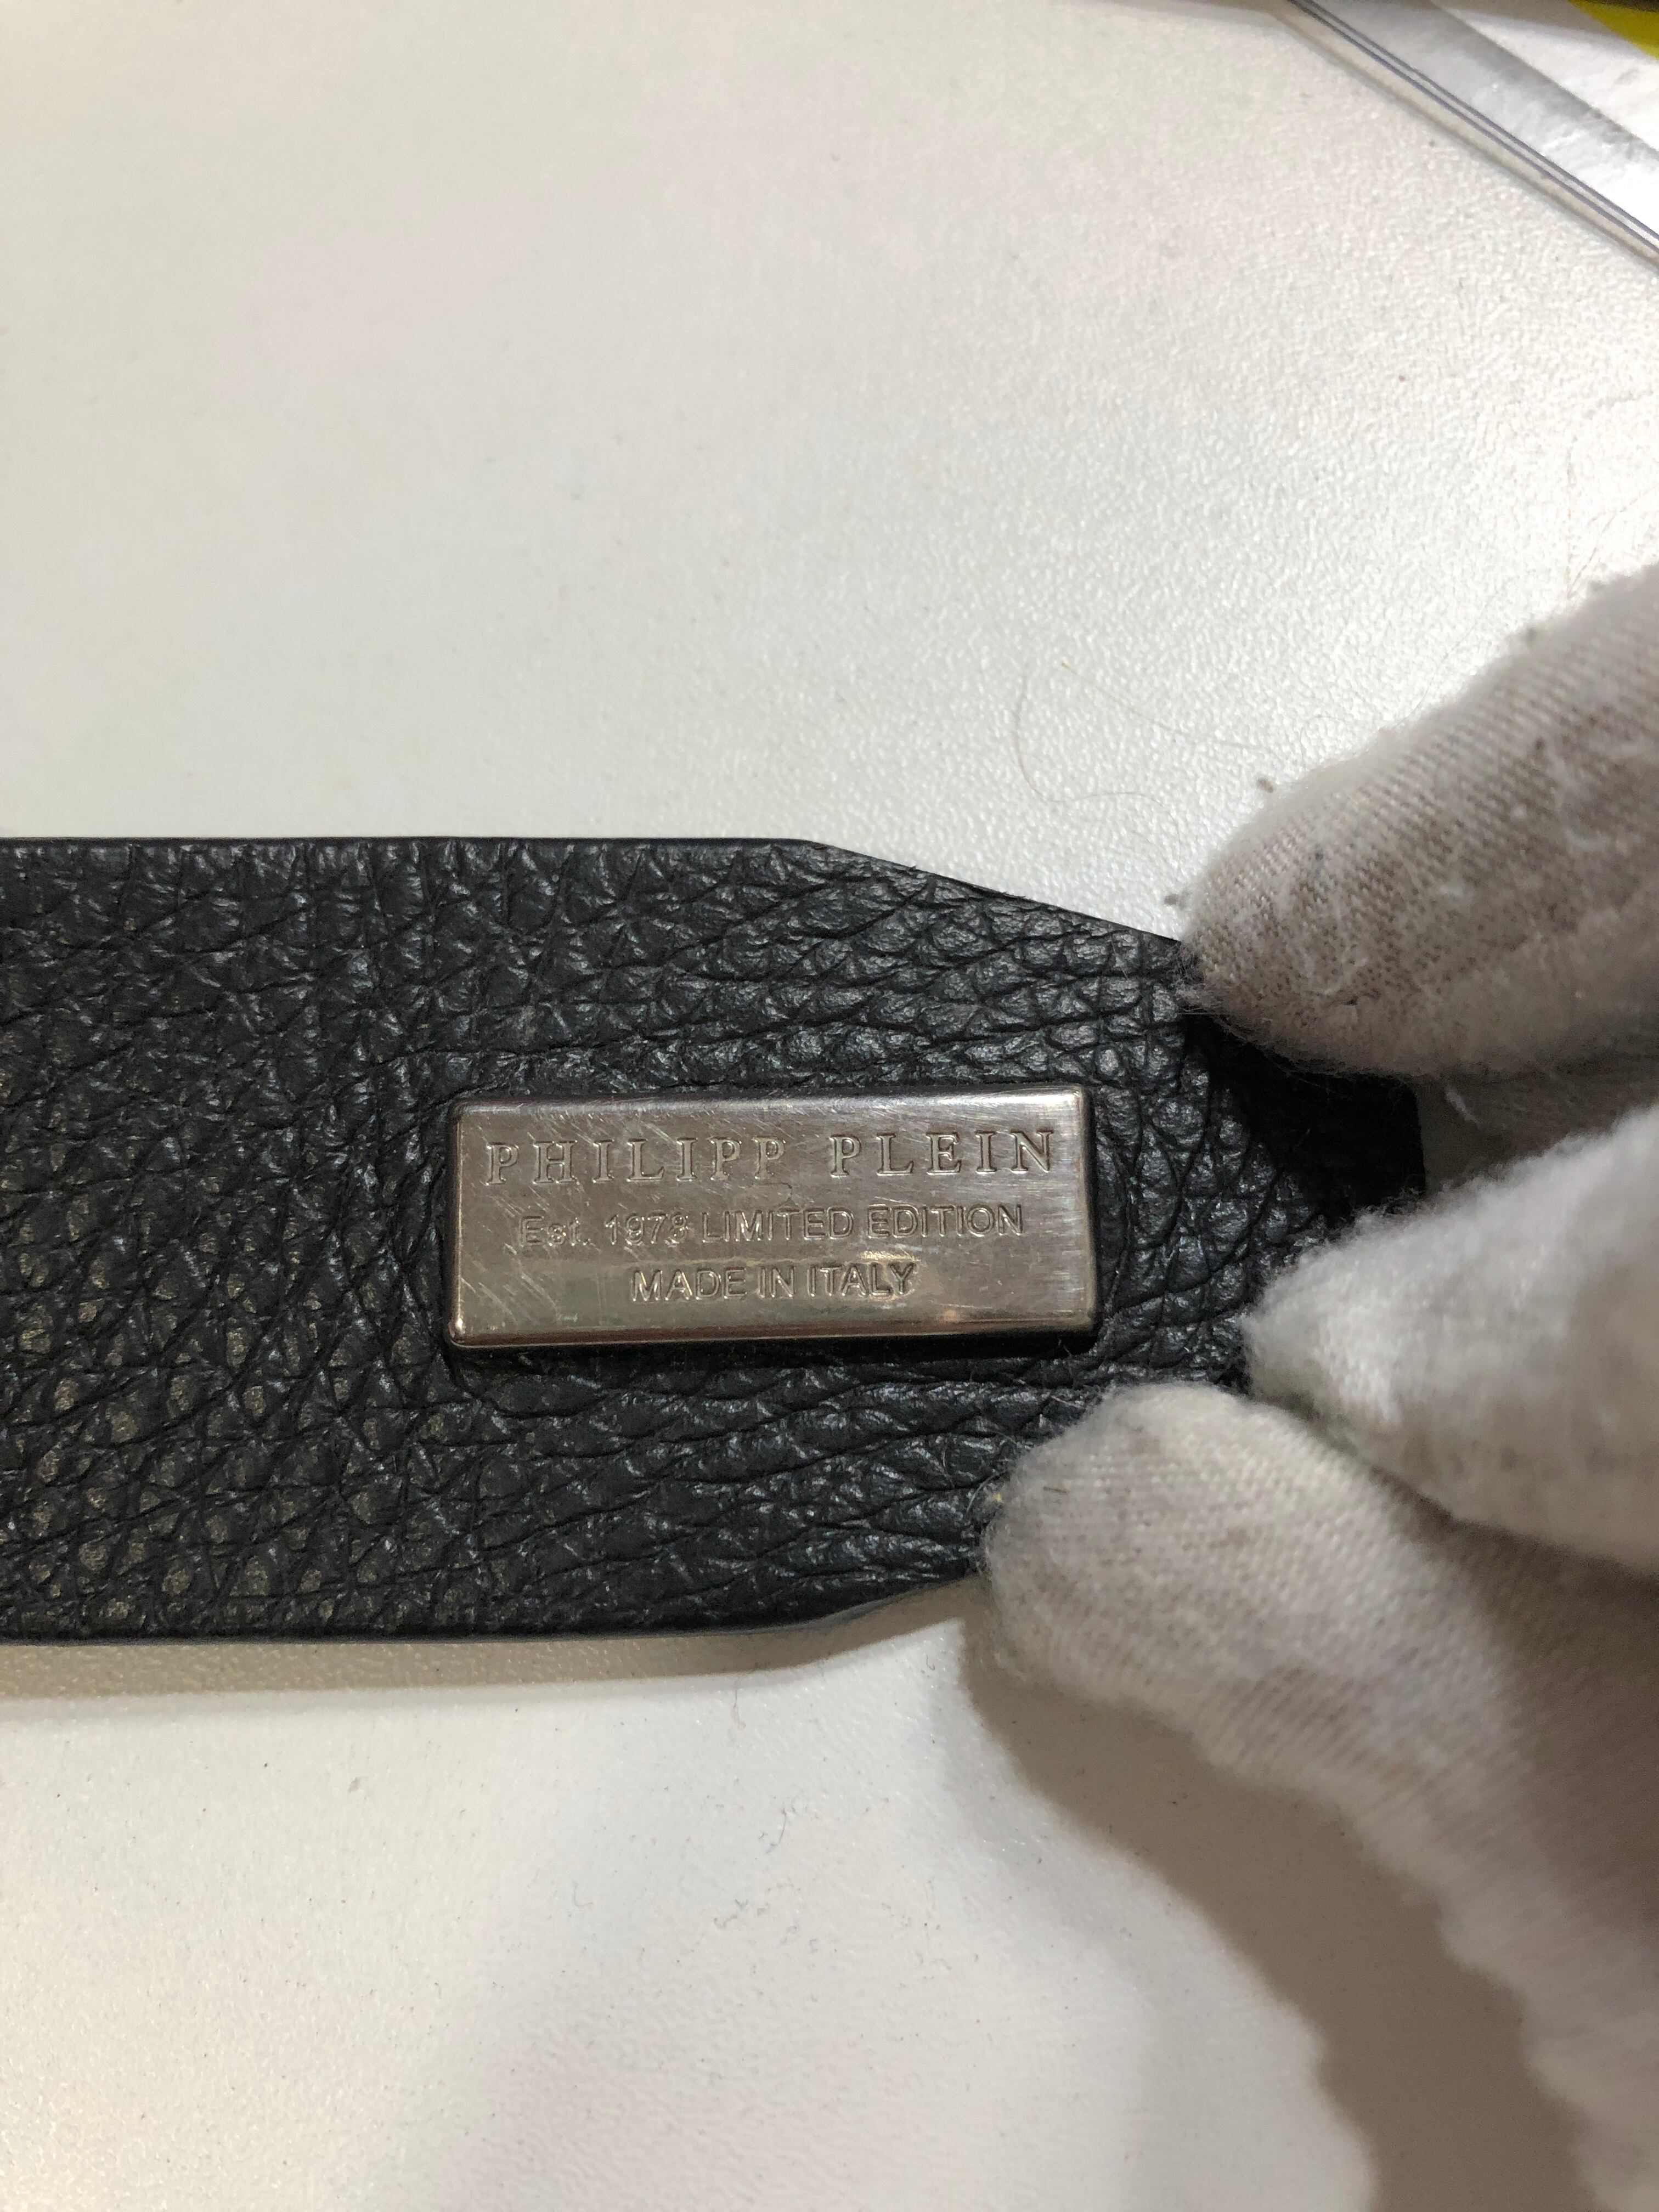 PHILIPP PLEIN
Est. 1978 LIMITED EDITION
MADE IN ITALY